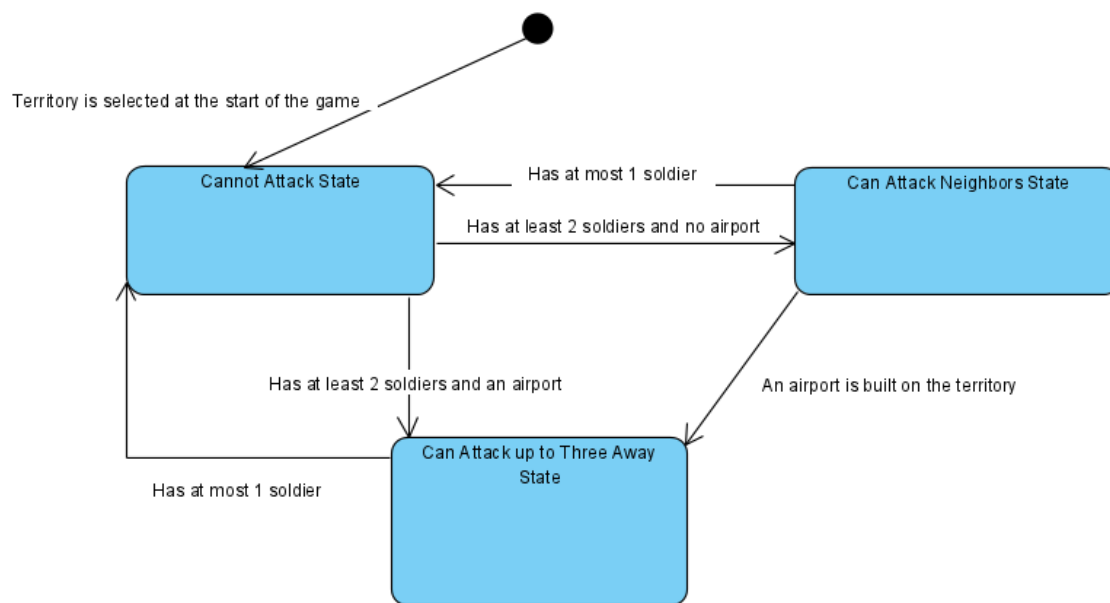 Territory is selected at the start of the game
Cannot Attack State
Has at most 1 soldier
Can Attack Neighbors State
Has at least 2 soldiers and no airport
Has at least 2 soldiers and an airport
An airport is built on the territory
Can Attack up to Three Away
State
Has at most 1 soldier